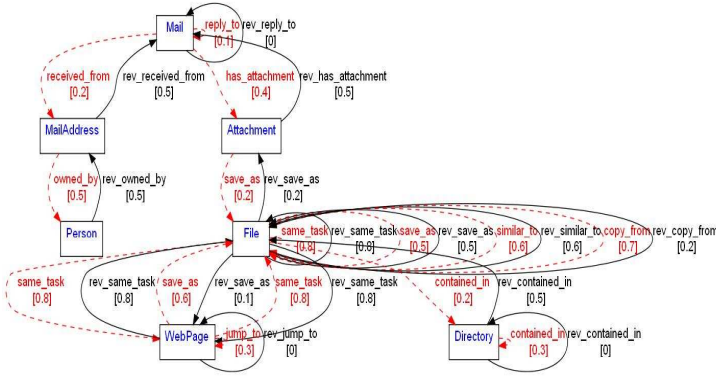 Mail
reply_to rev_reply_to
[0.1] [0]
received_from rev_received_from has_attachment rev_has_attachment
[0.2] [0.5] [0.4] [0.5]
MailAddress Attachment
owned_by rev_owned_by save_as rev_save_as
[0.5] [0.5] [0.2] [0.2]
Person File same_task rev_same_task save_as rev_save_as similar_to rev_similar_to copy_from rev_copy_from
[0.8] [0.8] [0.5] [0.5] [0.6] [0.6] [0.7] [0.2]
same_task rev_same_task save_as rev_save_as same_task rev_same_task contained_in rev_contained_in
[0.8] [0.8] [0.6] [0.1] [0.8] [0.8] [0.2] [0.5]
WebPage jump_to rev_jump_to Directory contained_in rev_contained_in
[0.3] [0] [0.3] [0]